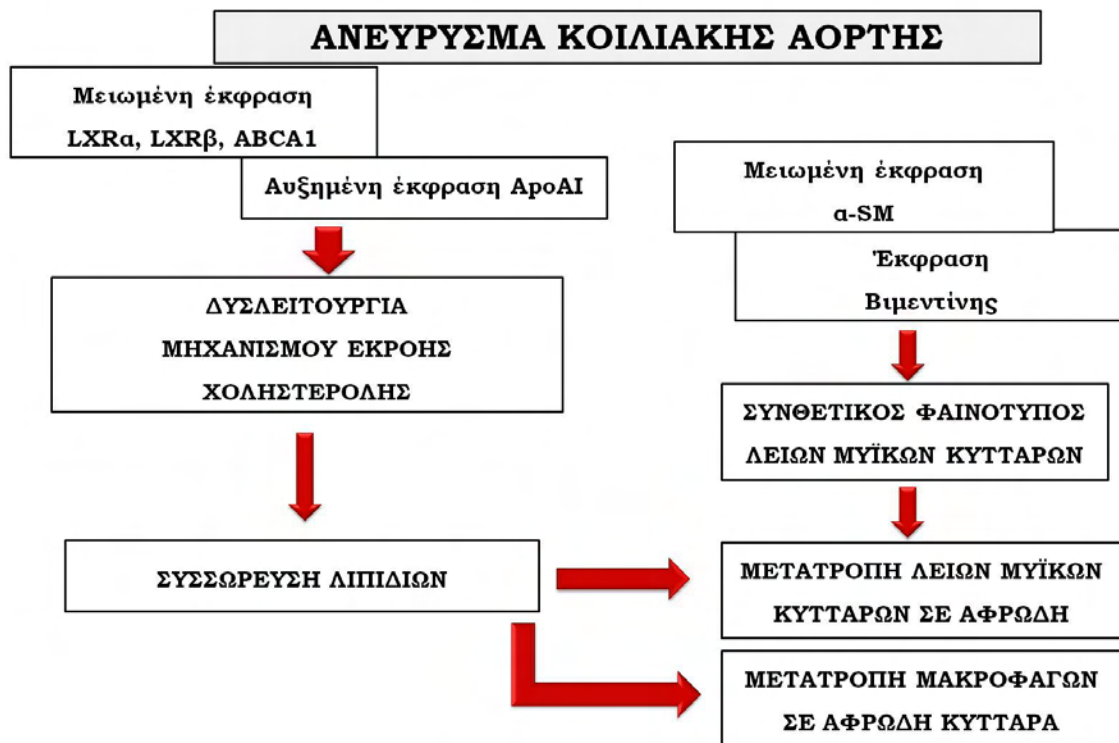 ΑΝΕΥΡΥΣΜΑ ΚΟΙΛΙΑΚΗΣ ΑΟΡΤΗΣ
Μειωμένη έκφραση
LXRα, LXRβ, ABCA1
Αυξημένη έκφραση ApoAI
Μειωμένη έκφραση
α-SM
Έκφραση
Βιμεντίνης
ΔΥΣΛΕΙΤΟΥΡΓΙΑ
ΜΗΧΑΝΙΣΜΟΥ ΕΚΡΟΗΣ
ΧΟΛΗΣΤΕΡΟΛΗΣ
ΣΥΝΘΕΤΙΚΟΣ ΦΑΙΝΟΤΥΠΟΣ
ΛΕΙΩΝ ΜΥΪΚΩΝ ΚΥΤΤΑΡΩΝ
ΣΥΣΣΩΡΕΥΣΗ ΛΙΠΙΔΙΩΝ
ΜΕΤΑΤΡΟΠΗ ΛΕΙΩΝ ΜΥΪΚΩΝ
ΚΥΤΤΑΡΩΝ ΣΕ ΑΦΡΩΔΗ
ΜΕΤΑΤΡΟΠΗ ΜΑΚΡΟΦΑΓΩΝ
ΣΕ ΑΦΡΩΔΗ ΚΥΤΤΑΡΑ